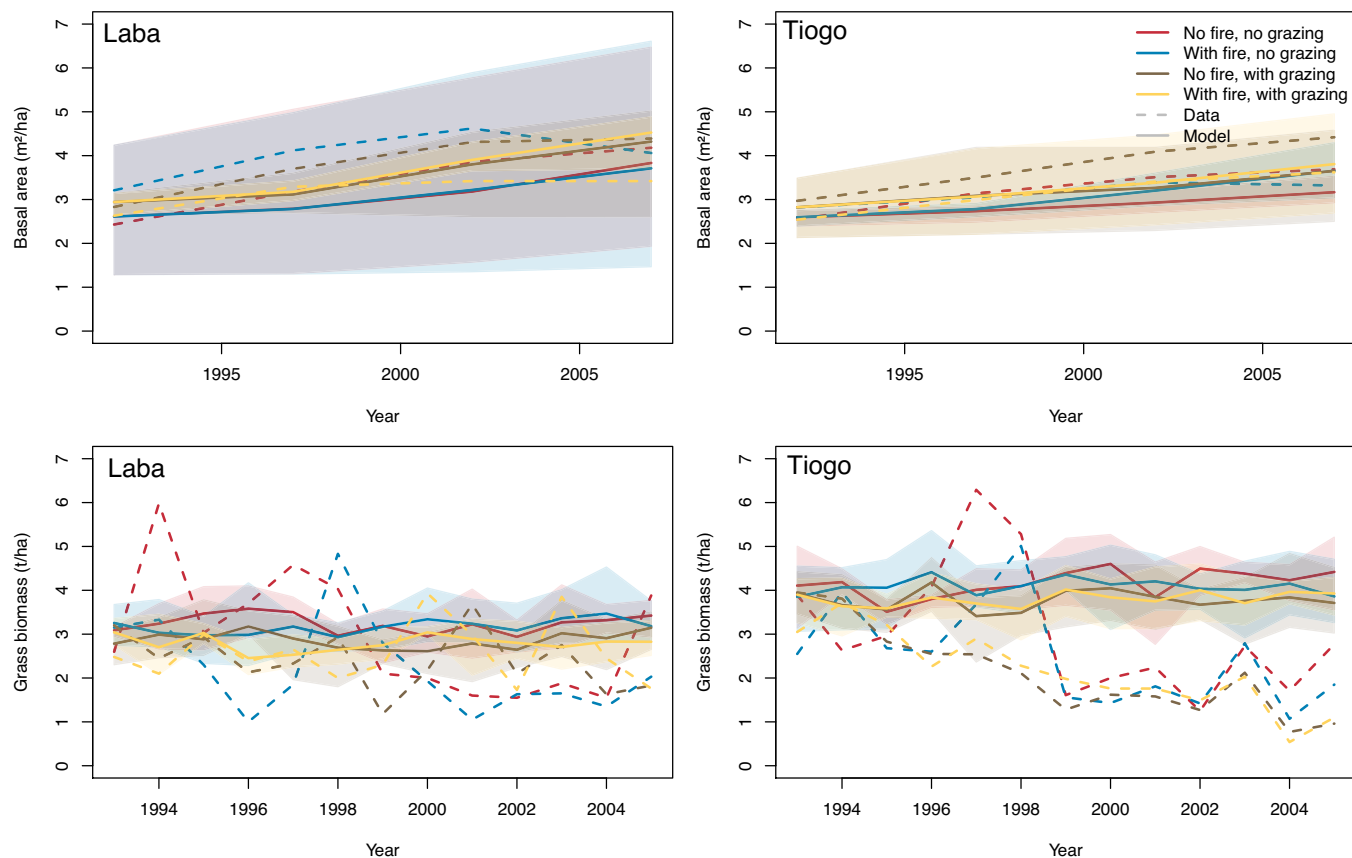 Laba
Basal area (m²/ha)
7
6
5
4
3
2
1
0
1995
2000
2005
Year
Tiogo
No fire, no grazing
With fire, no grazing
No fire, with grazing
With fire, with grazing
Data
Model
Basal area (m²/ha)
7
6
5
4
3
2
1
0
1995
2000
2005
Year
Laba
Grass biomass (t/ha)
7
6
5
4
3
2
1
0
1994
1996
1998
2000
2002
2004
Year
Tiogo
Grass biomass (t/ha)
7
6
5
4
3
2
1
0
1994
1996
1998
2000
2002
2004
Year